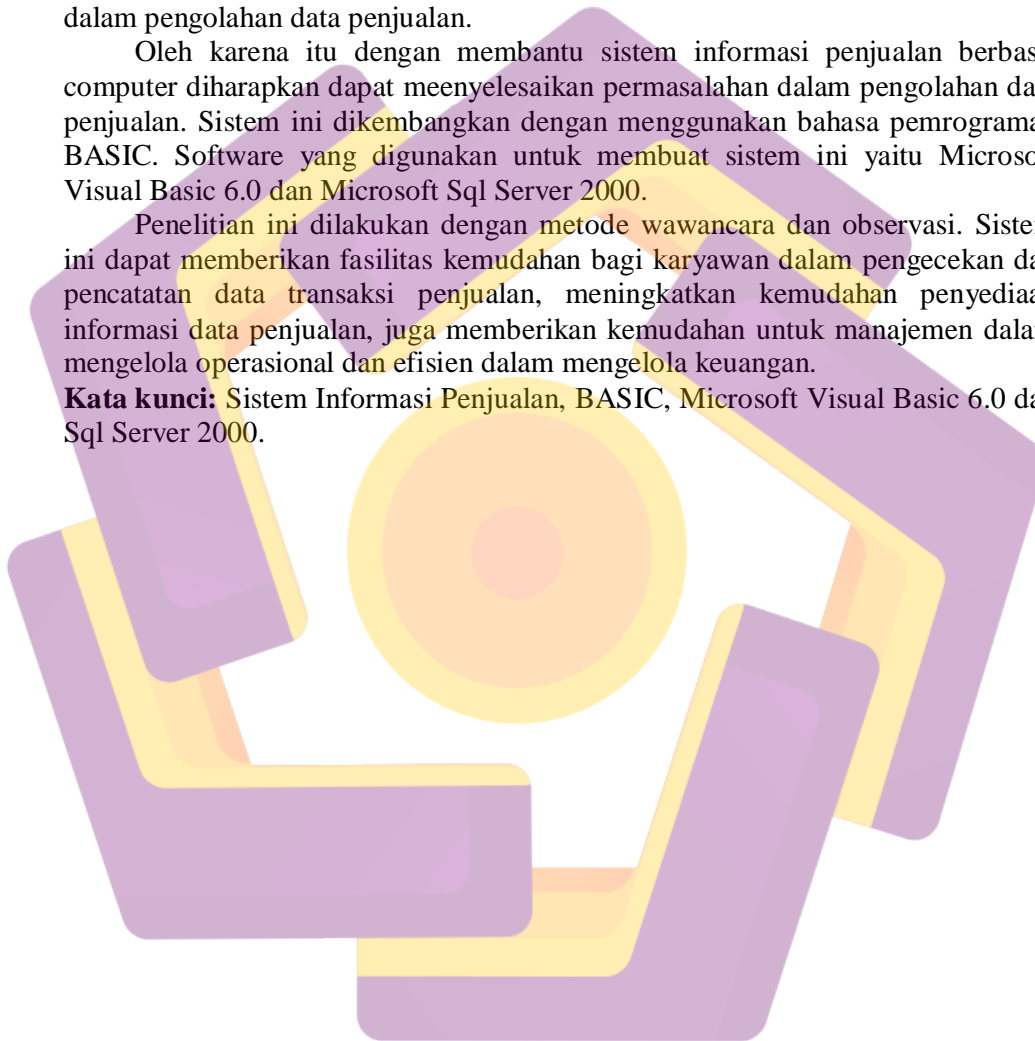 dalam pengolahan data penjualan.
Oleh karena itu dengan membantu sistem informasi penjualan berbas
computer diharapkan dapat meenyelesaikan permasalahan dalam pengolahan da
penjualan. Sistem ini dikembangkan dengan menggunakan bahasa pemrograma
BASIC. Software yang digunakan untuk membuat sistem ini yaitu Microso
Visual Basic 6.0 dan Microsoft Sql Server 2000.
Penelitian ini dilakukan dengan metode wawancara dan observasi. Siste
ini dapat memberikan fasilitas kemudahan bagi karyawan dalam pengecekan da
pencatatan data transaksi penjualan, meningkatkan kemudahan penyediaa
informasi data penjualan, juga memberikan kemudahan untuk manajemen dala
mengelola operasional dan efisien dalam mengelola keuangan.
Kata kunci: Sistem Informasi Penjualan, BASIC, Microsoft Visual Basic 6.0 da
Sql Server 2000.